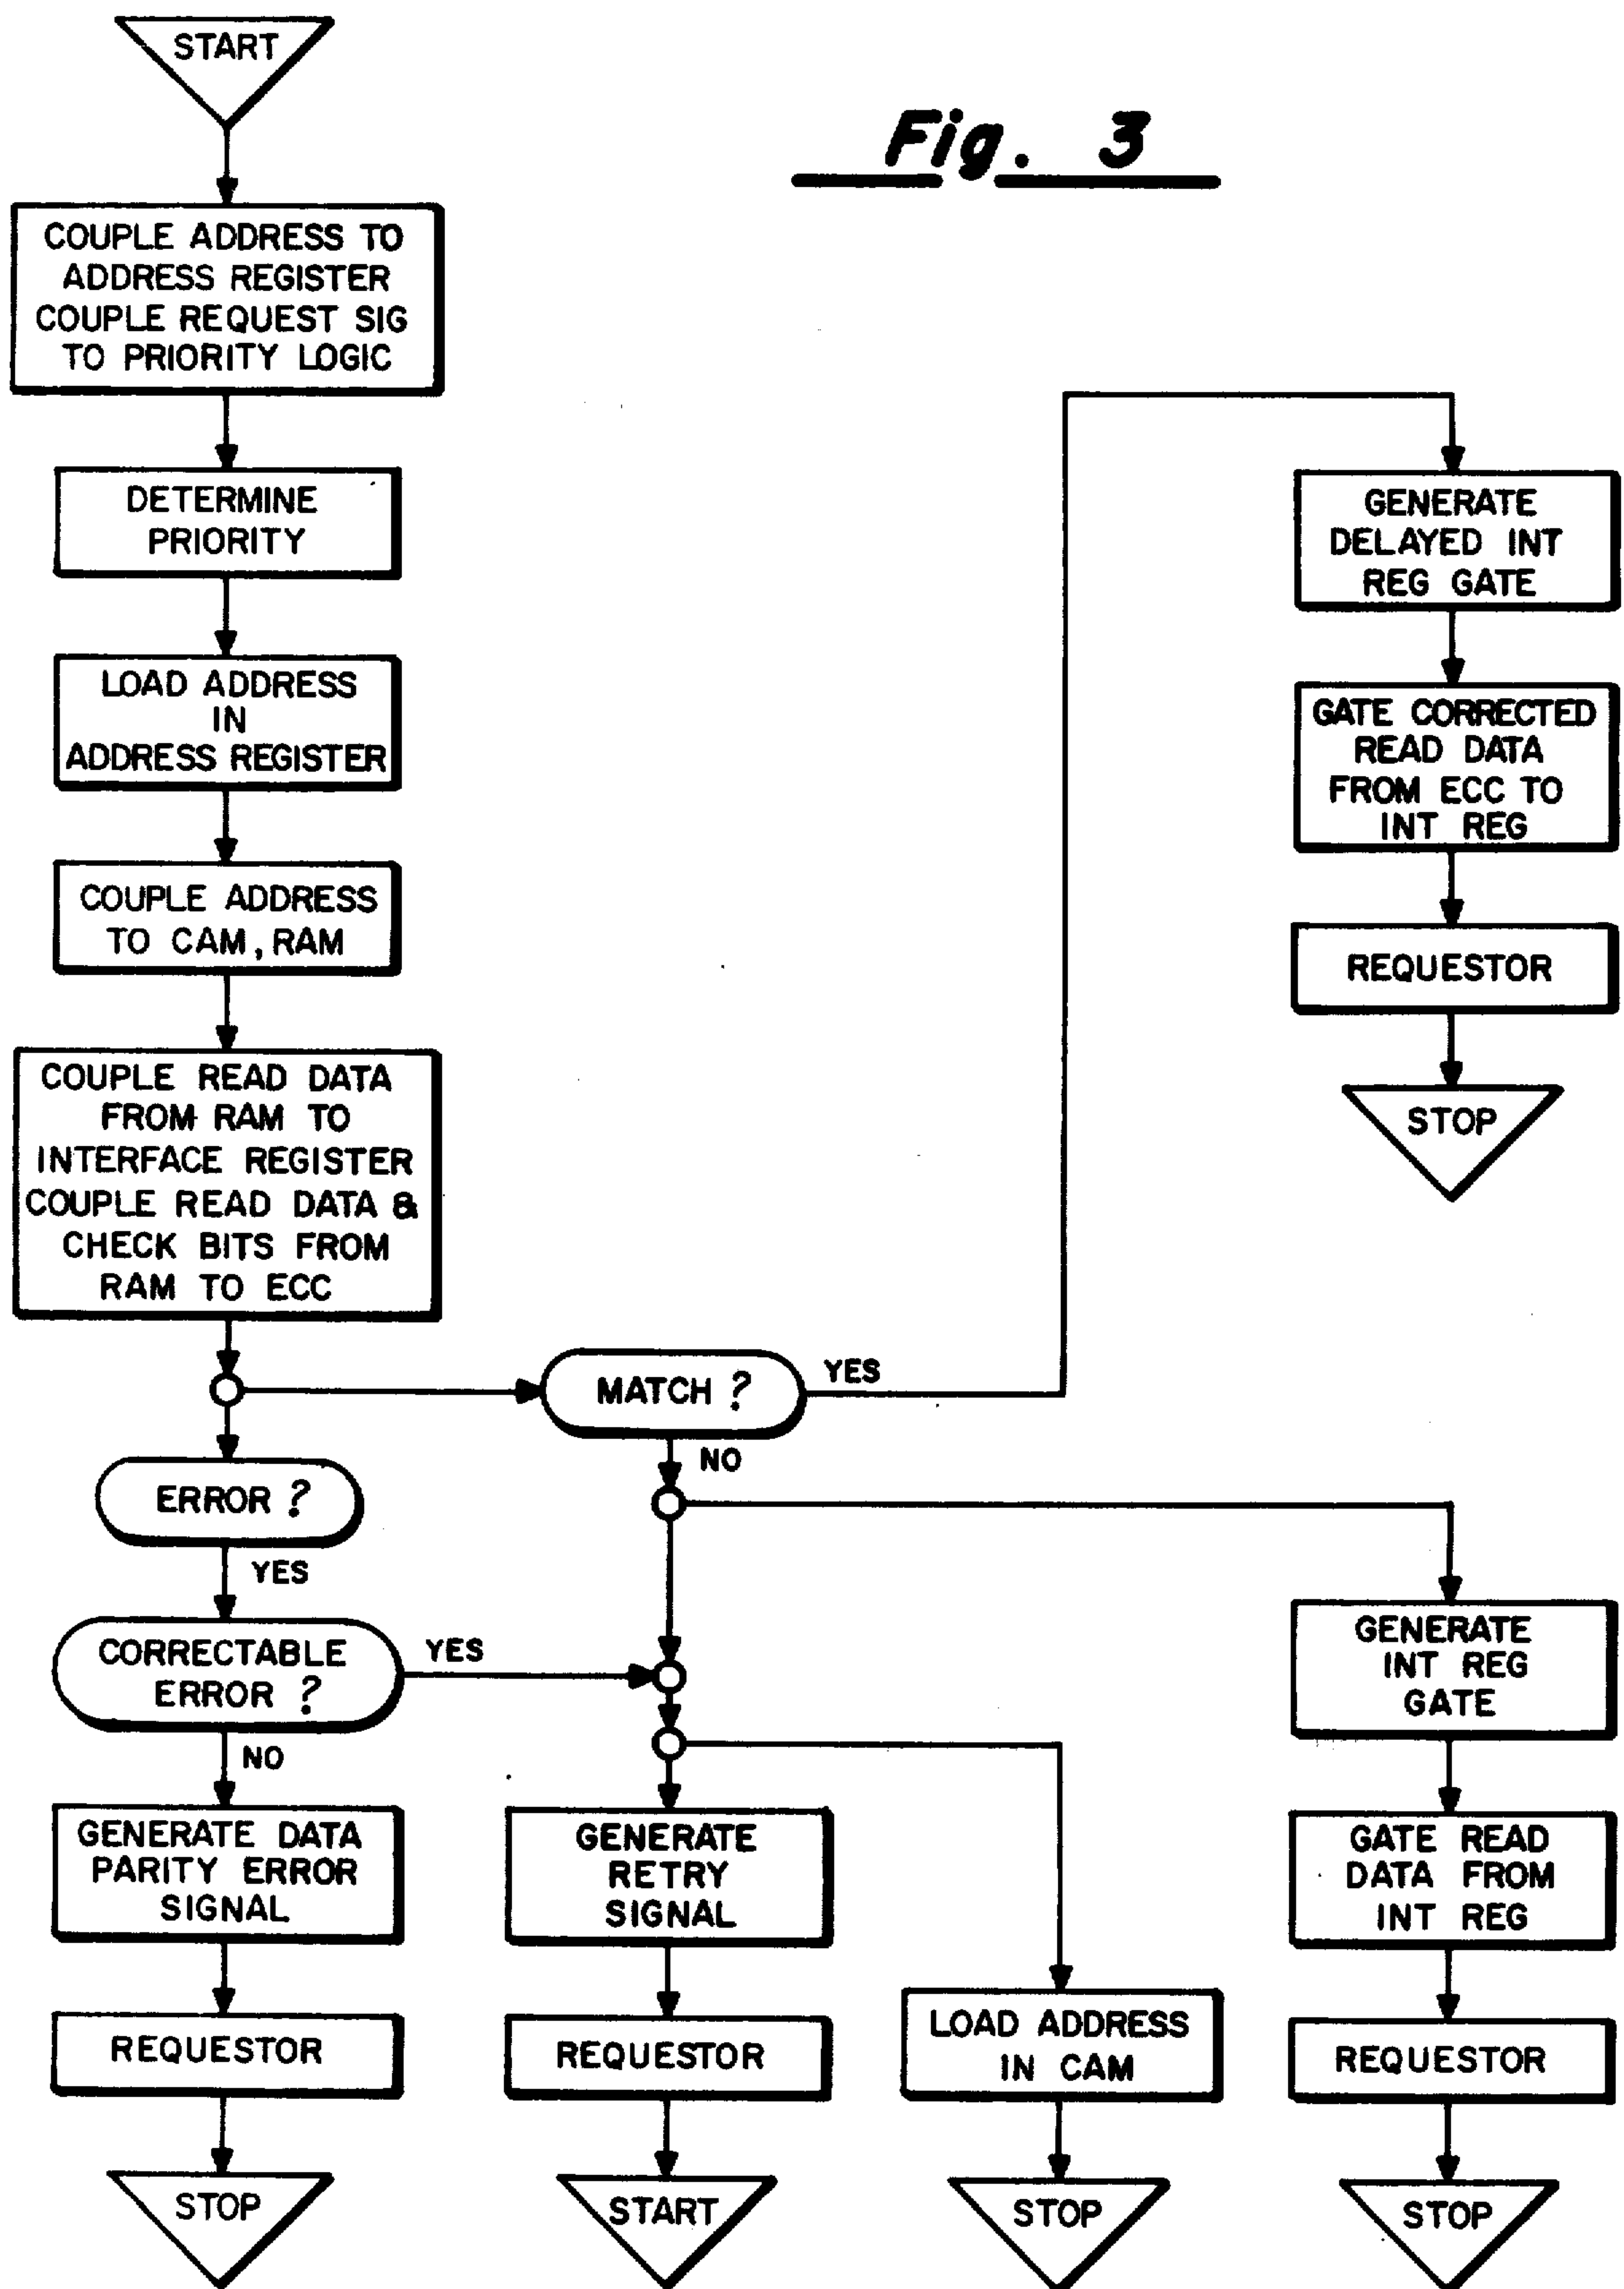 START
Fig. 3
COUPLE ADDRESS TO
ADDRESS REGISTER
COUPLE REQUEST SIG
TO PRIORITY LOGIC
DETERMINE
PRIORITY
LOAD ADDRESS
IN
ADDRESS REGISTER
COUPLE ADDRESS
TO CAM, RAM
COUPLE READ DATA
FROM RAM TO
INTERFACE REGISTER
COUPLE READ DATA &
CHECK BITS FROM
RAM TO ECC
MATCH ?
YES
NO
GENERATE
DELAYED INT
REG GATE
GATE CORRECTED
READ DATA
FROM ECC TO
INT REG
REQUESTOR
STOP
ERROR ?
YES
CORRECTABLE
ERROR ?
YES
NO
GENERATE DATA
PARITY ERROR
SIGNAL
REQUESTOR
STOP
GENERATE
RETRY
SIGNAL
REQUESTOR
START
LOAD ADDRESS
IN CAM
STOP
GENERATE
INT REG
GATE
GATE READ
DATA FROM
INT REG
REQUESTOR
STOP